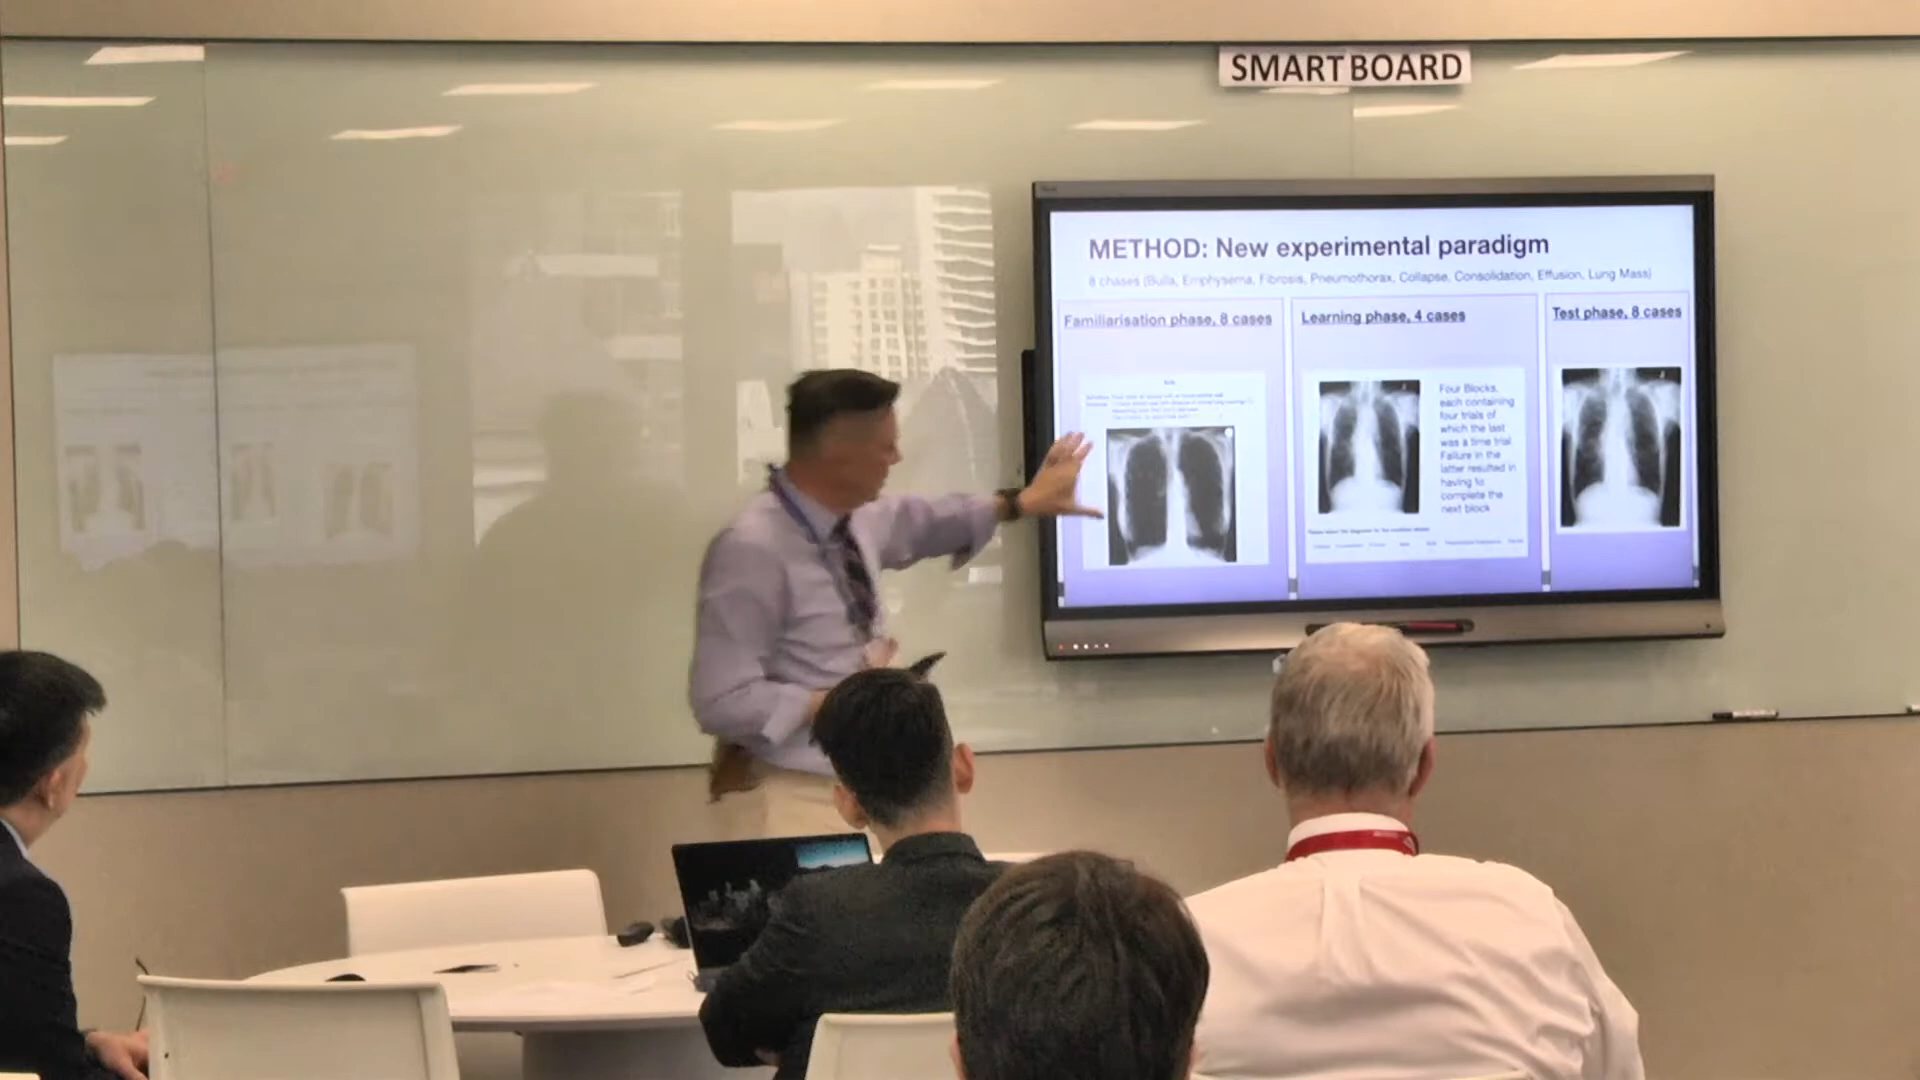 SMARTBOARD
METHOD: New experimental paradigm
8 chases (Bulla, Emphysema, Fibrosis, Pneumothorax, Collapse, Consolidation, Effusion, Lung Mass)
Familiarisation phase, 8 cases
Learning phase, 4 cases
Four Blocks,
each containing
four trials of
which the last
was a time trial.
Failure in the
latter resulted in
having to
complete the
next block
Test phase, 8 cases